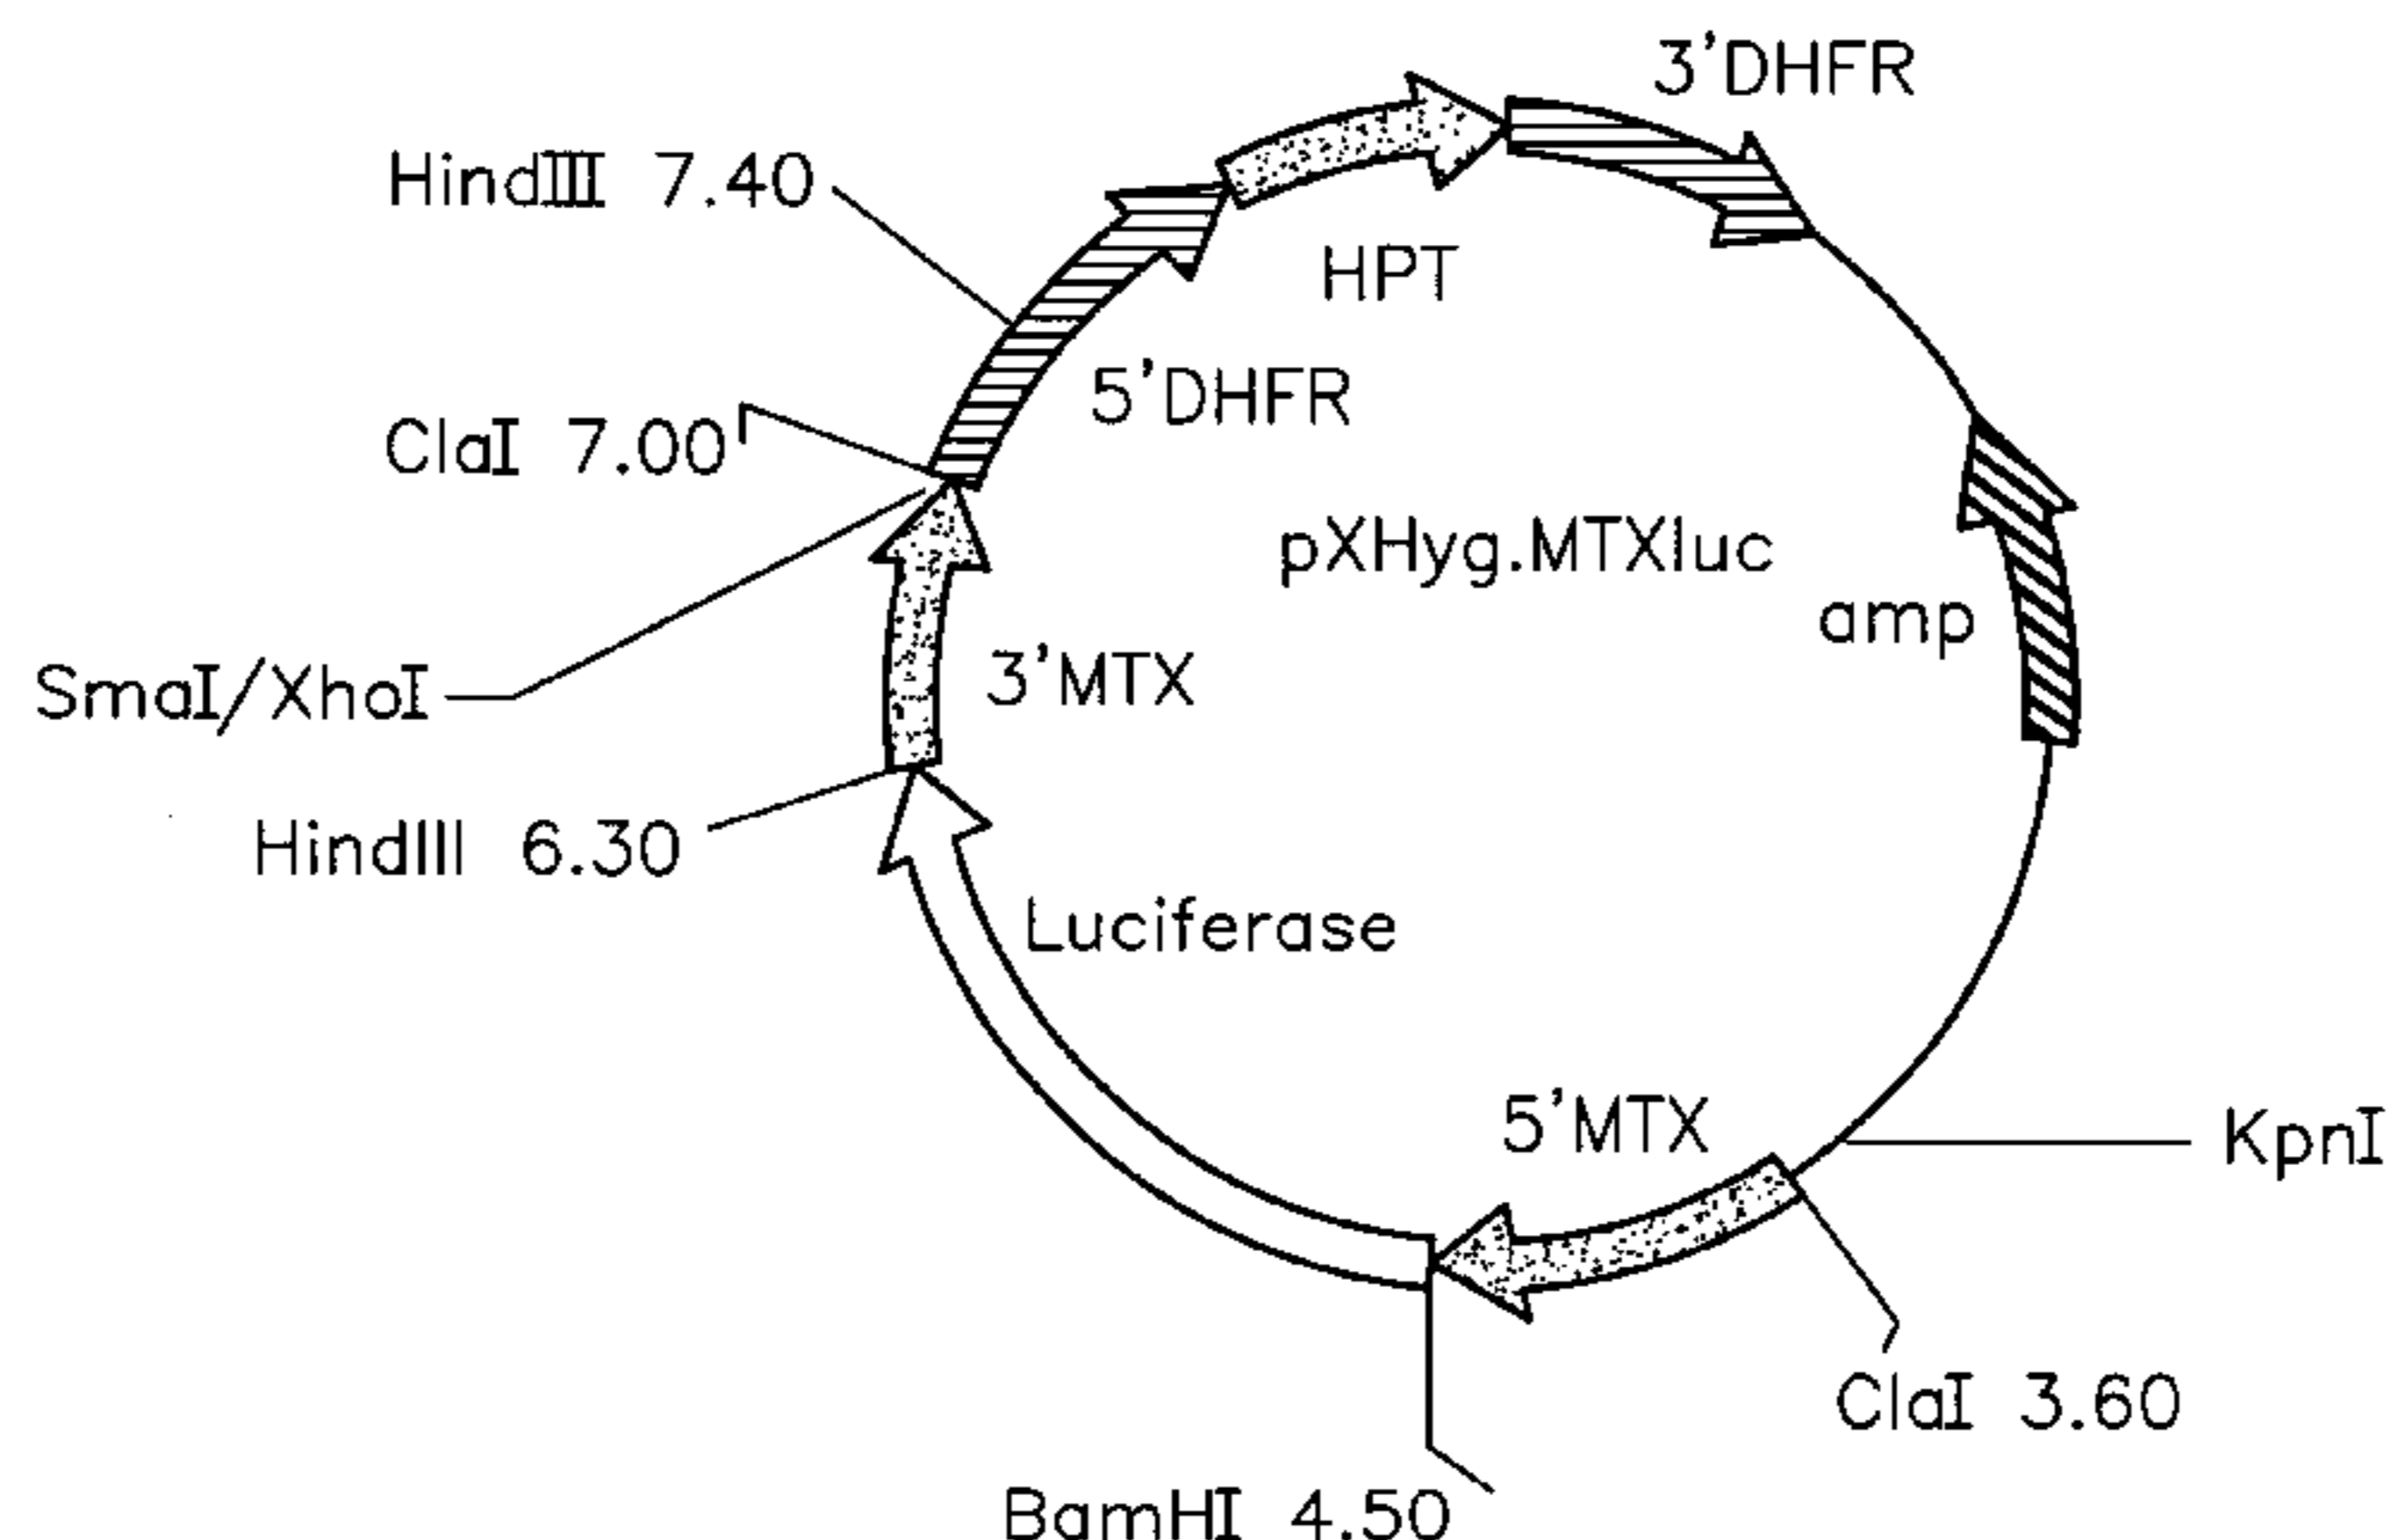 3'DHFR
HindIII 7.40
HPT
5'DHFR
ClaI 7.00
pXHyg.MTXluc
amp
3'MTX
SmaI/XhoI
HindIII 6.30
Luciferase
5'MTX
KpnI
ClaI 3.60
BamHI 4.50